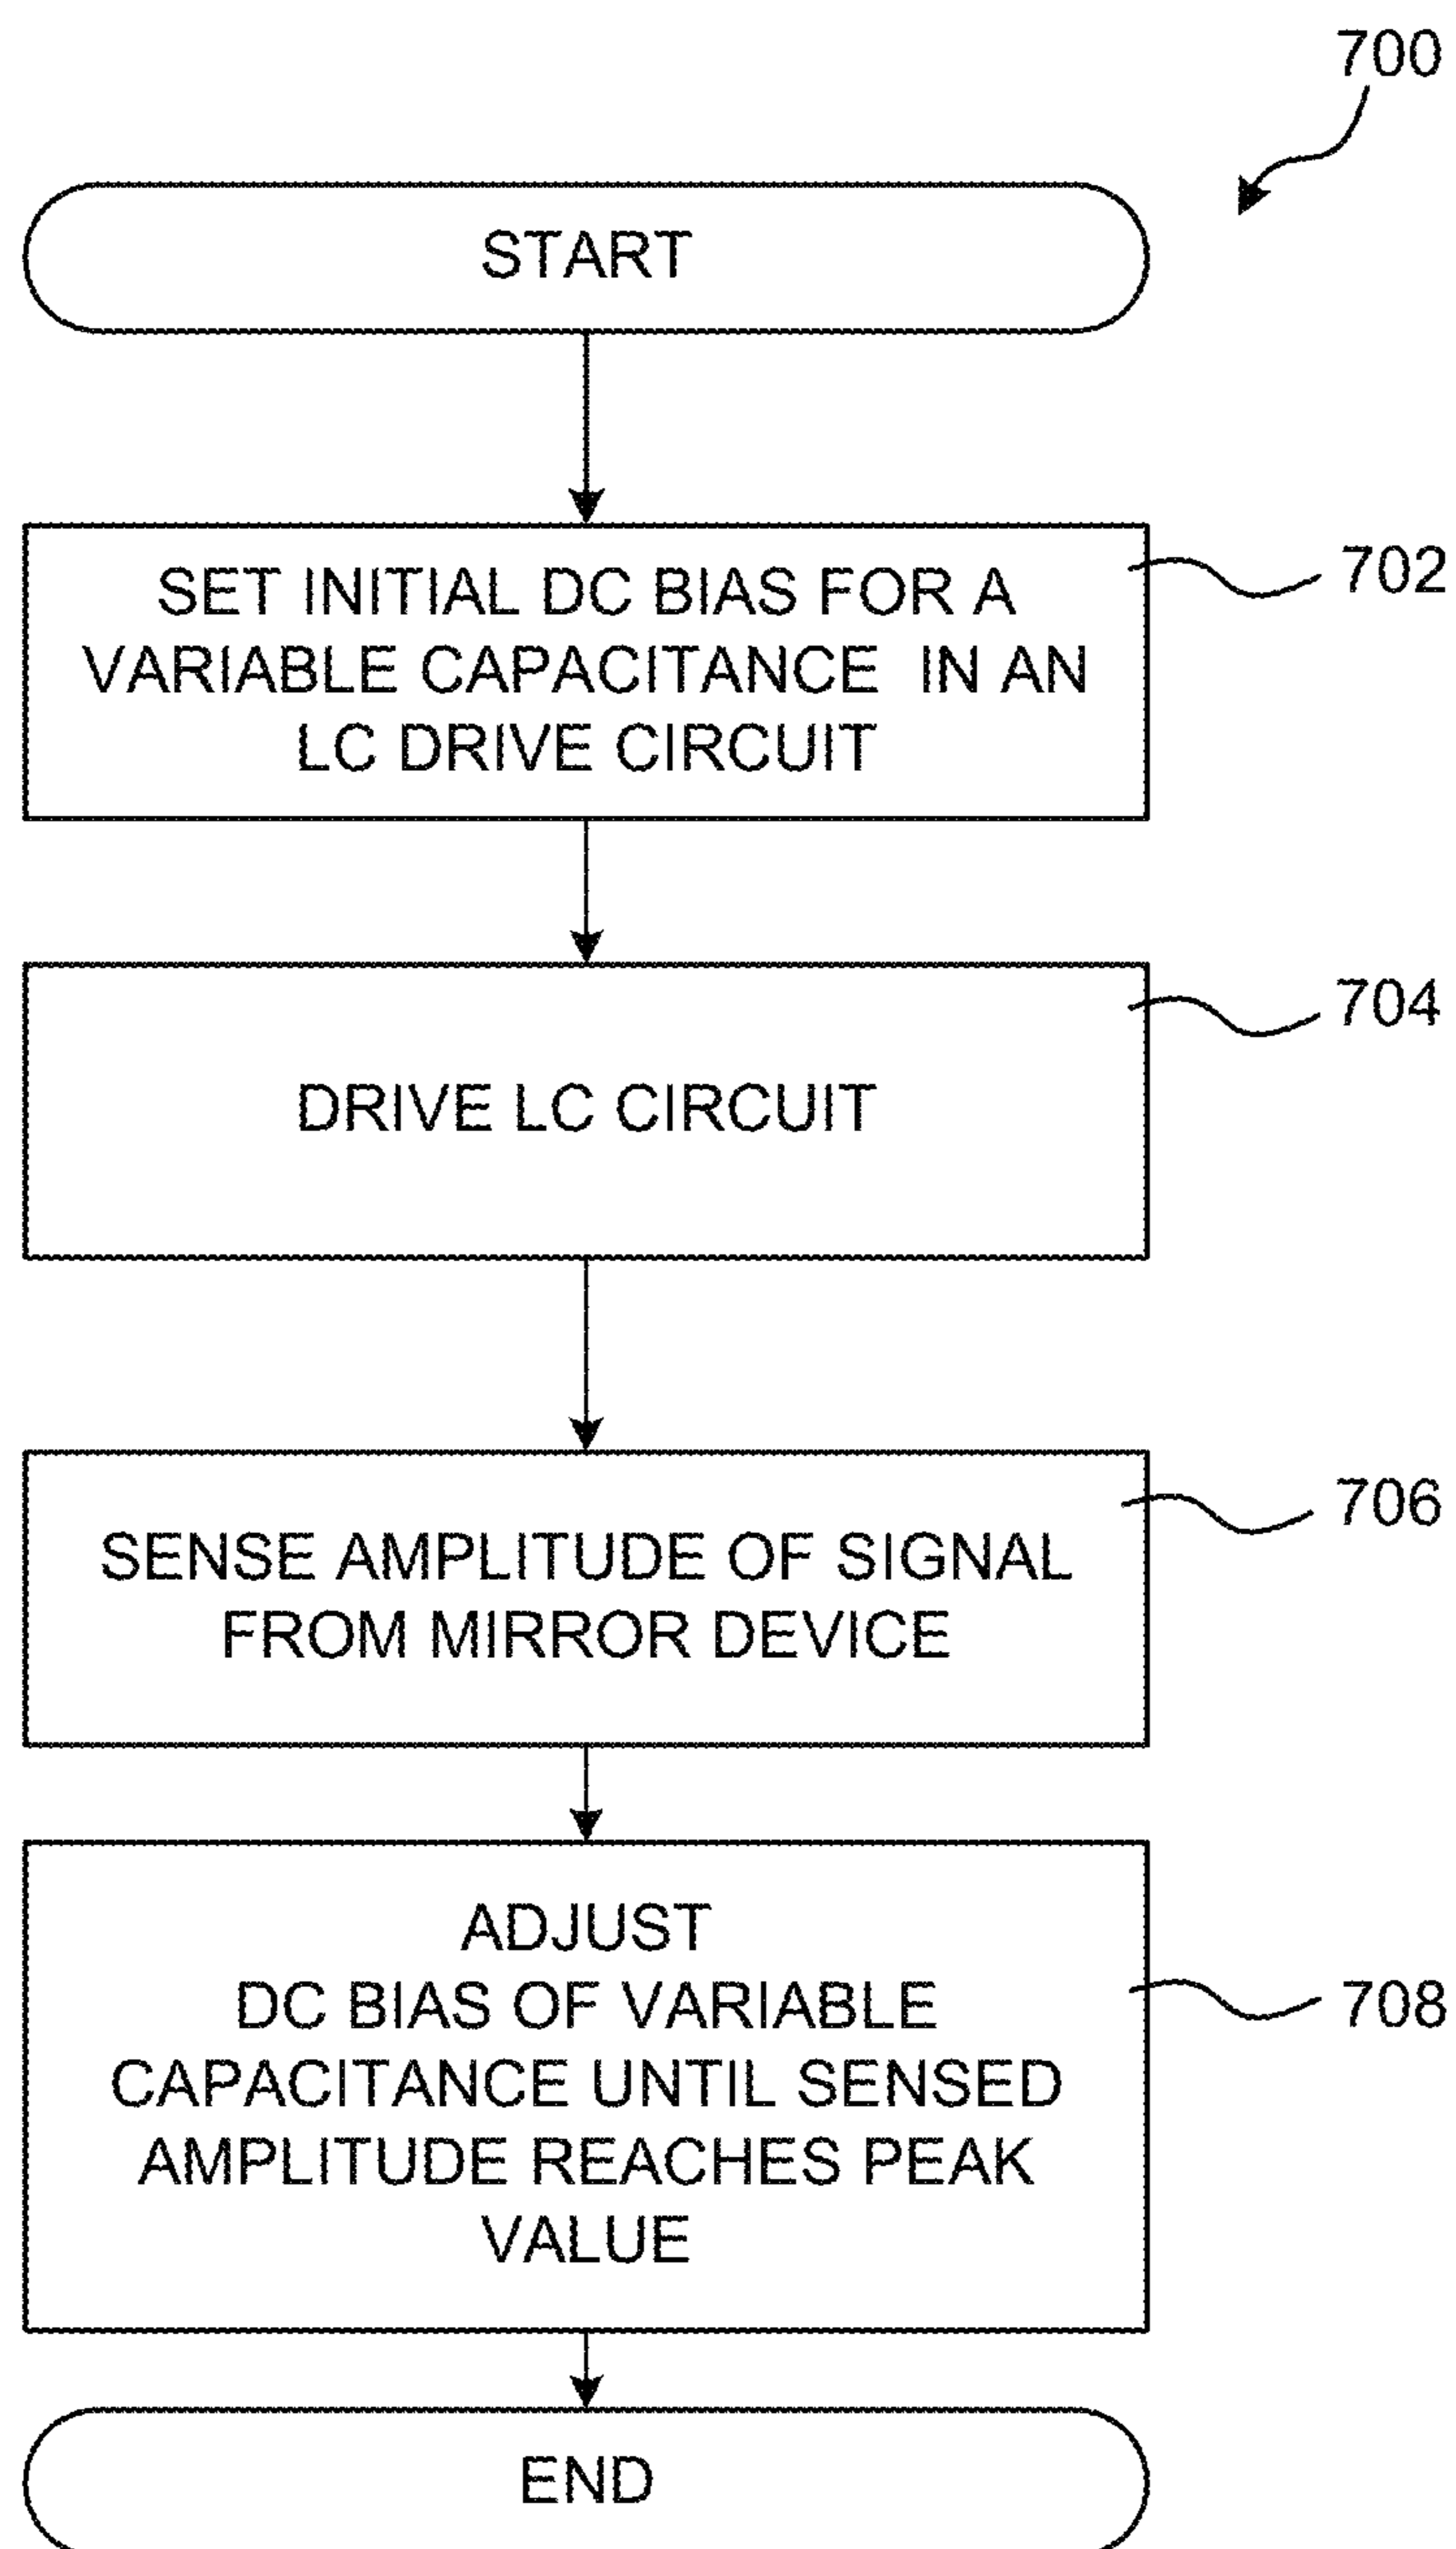 700
START
SET INITIAL DC BIAS FOR A
VARIABLE CAPACITANCE IN AN
LC DRIVE CIRCUIT
702
DRIVE LC CIRCUIT
704
SENSE AMPLITUDE OF SIGNAL
FROM MIRROR DEVICE
706
ADJUST
DC BIAS OF VARIABLE
CAPACITANCE UNTIL SENSED
AMPLITUDE REACHES PEAK
VALUE
708
END